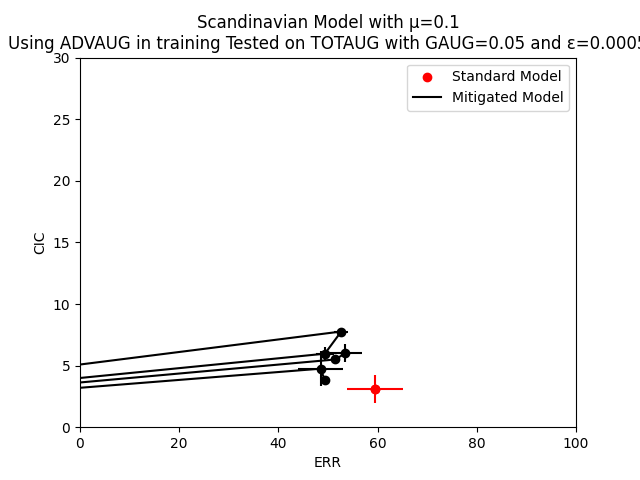 Scandinavian Model with μ=0.1
Using ADVAUG in training Tested on TOTAUG with GAUG=0.05 and ε=0.0005
Standard Model
Mitigated Model
30
25
20
15
10
5
0
CIC
0 20 40 60 80 100
ERR